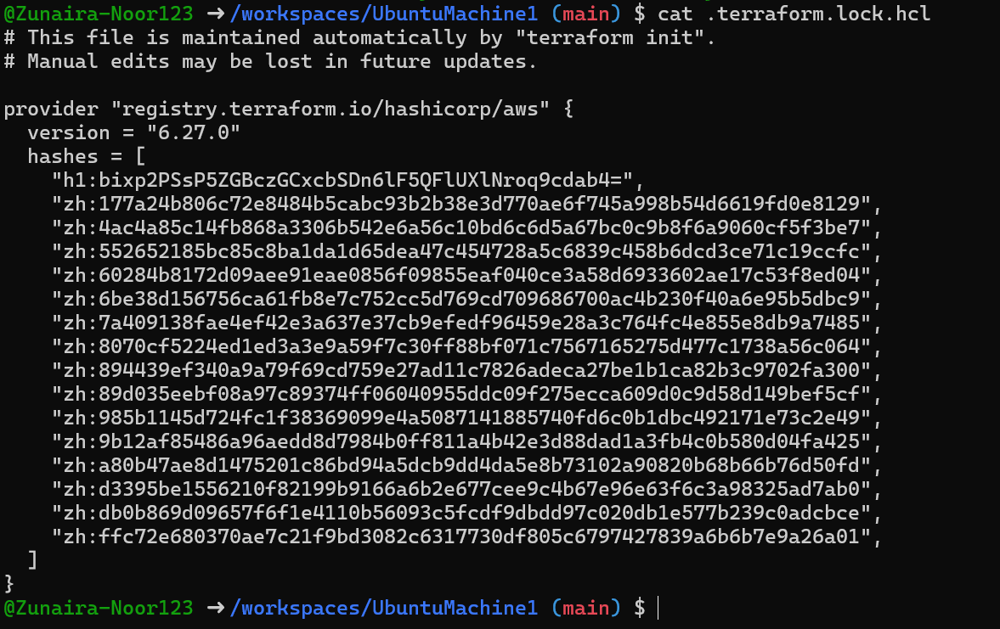 @Zunaira-Noor123 ➜ /workspaces/UbuntuMachine1 (main) $ cat .terraform.lock.hcl
# This file is maintained automatically by "terraform init".
# Manual edits may be lost in future updates.

provider "registry.terraform.io/hashicorp/aws" {
  version = "6.27.0"
  hashes = [
    "h1:bixp2PSsP5ZGBczGCxcbSDn6lF5QFlUXlNroq9cdab4=",
    "zh:177a24b806c72e8484b5cabc93b2b38e3d770ae6f745a998b54d6619fd0e8129",
    "zh:4ac4a85c14fb868a3306b542e6a56c10bd6c6d5a67bc0c9b8f6a9060cf5f3be7",
    "zh:552652185bc85c8ba1da1d65dea47c454728a5c6839c458b6dcd3ce71c19ccfc",
    "zh:60284b8172d09aee91eae0856f09855eaf040ce3a58d6933602ae17c53f8ed04",
    "zh:6be38d156756ca61fb8e7c752cc5d769cd709686700ac4b230f40a6e95b5dbc9",
    "zh:7a409138fae4ef42e3a637e37cb9efedf96459e28a3c764fc4e855e8db9a7485",
    "zh:8070cf5224ed1ed3a3e9a59f7c30ff88bf071c7567165275d477c1738a56c064",
    "zh:894439ef340a9a79f69cd759e27ad11c7826adeca27be1b1ca82b3c9702fa300",
    "zh:89d035eebf08a97c89374ff06040955ddc09f275ecca609d0c9d58d149bef5cf",
    "zh:985b1145d724fc1f38369099e4a5087141885740fd6c0b1dbc492171e73c2e49",
    "zh:9b12af85486a96aedd8d7984b0ff811a4b42e3d88dad1a3fb4c0b580d04fa425",
    "zh:a80b47ae8d1475201c86bd94a5dcb9dd4da5e8b73102a90820b68b66b76d50fd",
    "zh:d3395be1556210f82199b9166a6b2e677cee9c4b67e96e63f6c3a98325ad7ab0",
    "zh:db0b869d09657f6f1e4110b56093c5fcdf9dbdd97c020db1e577b239c0adcbce",
    "zh:ffc72e680370ae7c21f9bd3082c6317730df805c6797427839a6b6b7e9a26a01",
  ]
}
@Zunaira-Noor123 ➜ /workspaces/UbuntuMachine1 (main) $